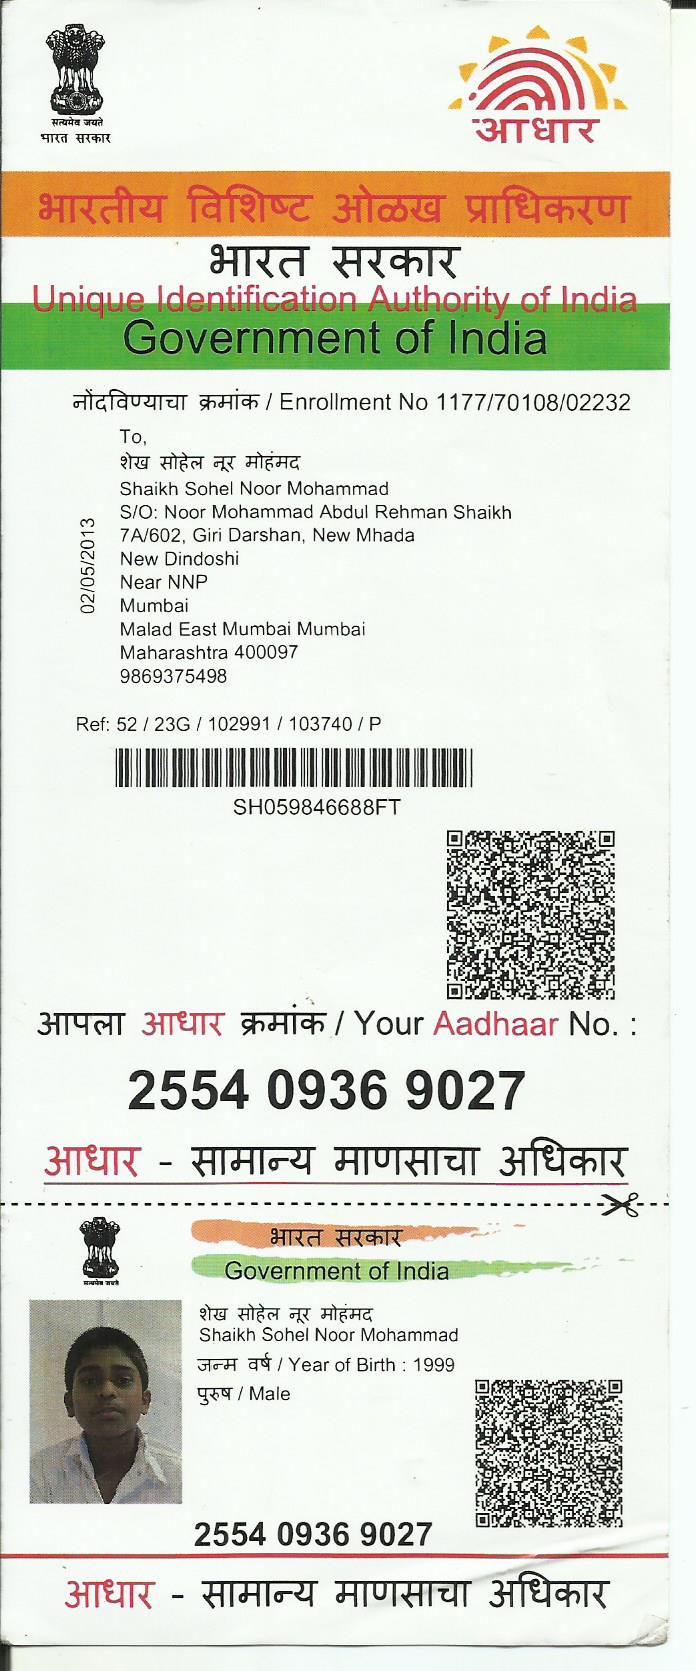 सत्यमेव जयते
भारत सरकार
आधार
भारतीय विशिष्ट ओळख प्राधिकरण
भारत सरकार
Unique Identification Authority of India
Government of India
नोंदविण्याचा क्रमांक / Enrollment No 1177/70108/02232
To,
शेख सोहेल नूर मोहंमद
Shaikh Sohel Noor Mohammad
S/O: Noor Mohammad Abdul Rehman Shaikh
7A/602, Giri Darshan, New Mhada
New Dindoshi
Near NNP
Mumbai
Malad East Mumbai Mumbai
Maharashtra 400097
9869375498
02/05/2013
Ref: 52 / 23G / 102991 / 103740 / P
SH059846688FT
आपला आधार क्रमांक / Your Aadhaar No. :
2554 0936 9027
आधार - सामान्य माणसाचा अधिकार
सत्यमेव जयते
भारत सरकार
Government of India
शेख सोहेल नूर मोहंमद
Shaikh Sohel Noor Mohammad
जन्म वर्ष / Year of Birth : 1999
पुरुष / Male
2554 0936 9027
आधार - सामान्य माणसाचा अधिकार